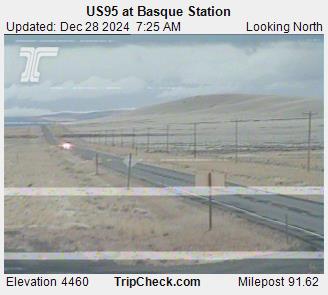 US95 at Basque Station
Updated: Dec 28 2024 7:25 AM Looking North
Elevation 4460 TripCheck.com Milepost 91.62